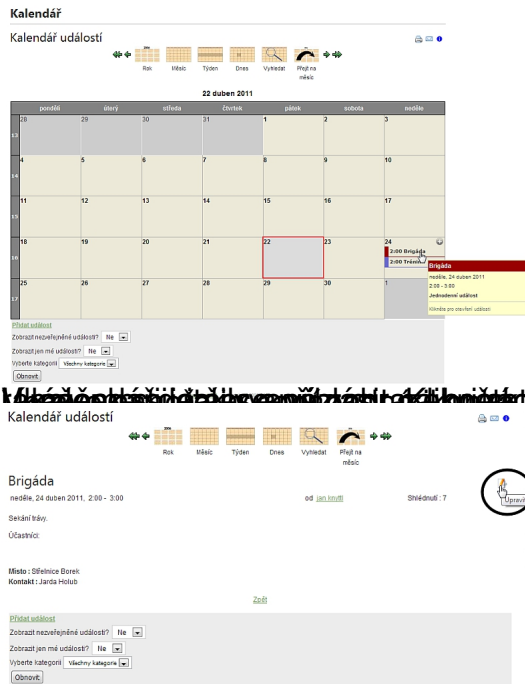 Kalendář
Kalendář událostí
Rok Měsíc Týden Dnes Vyhledat Přejít na měsíc
22 duben 2011
pondělí úterý středa čtvrtek pátek sobota neděle
13 28 29 30 31 1 2 3
14 4 5 6 7 8 9 10
15 11 12 13 14 15 16 17
16 18 19 20 21 22 23 24
2:00 Brigáda
2:00
Brigáda
neděle, 24 duben 2011
2:00 - 3:00
Jednodenní událost
Klikněte pro otevření události
17 25 26 27 28 29 30 1
Přidat událost
Zobrazit nezveřejněné události? Ne
Zobrazit jen mé události? Ne
Vyberte kategorii Všechny kategorie
Obnovit
Kalendář událostí
Rok Měsíc Týden Dnes Vyhledat Přejít na měsíc
Brigáda
neděle, 24 duben 2011, 2:00 - 3:00 od jan knytl Shlédnutí : 7
Upravit
Sekání trávy.
Účastníci:
Místo : Střelnice Borek
Kontakt : Jarda Holub
Zpět
Přidat událost
Zobrazit nezveřejněné události? Ne
Zobrazit jen mé události? Ne
Vyberte kategorii Všechny kategorie
Obnovit